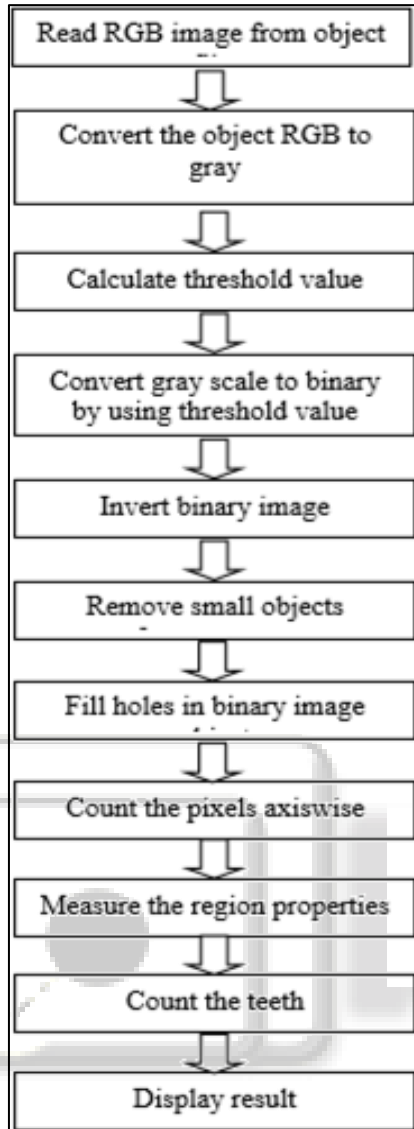 Read RGB image from object
Convert the object RGB to
gray
Calculate threshold value
Convert gray scale to binary
by using threshold value
Invert binary image
Remove small objects
Fill holes in binary image
Count the pixels axiswise
Measure the region properties
Count the teeth
Display result